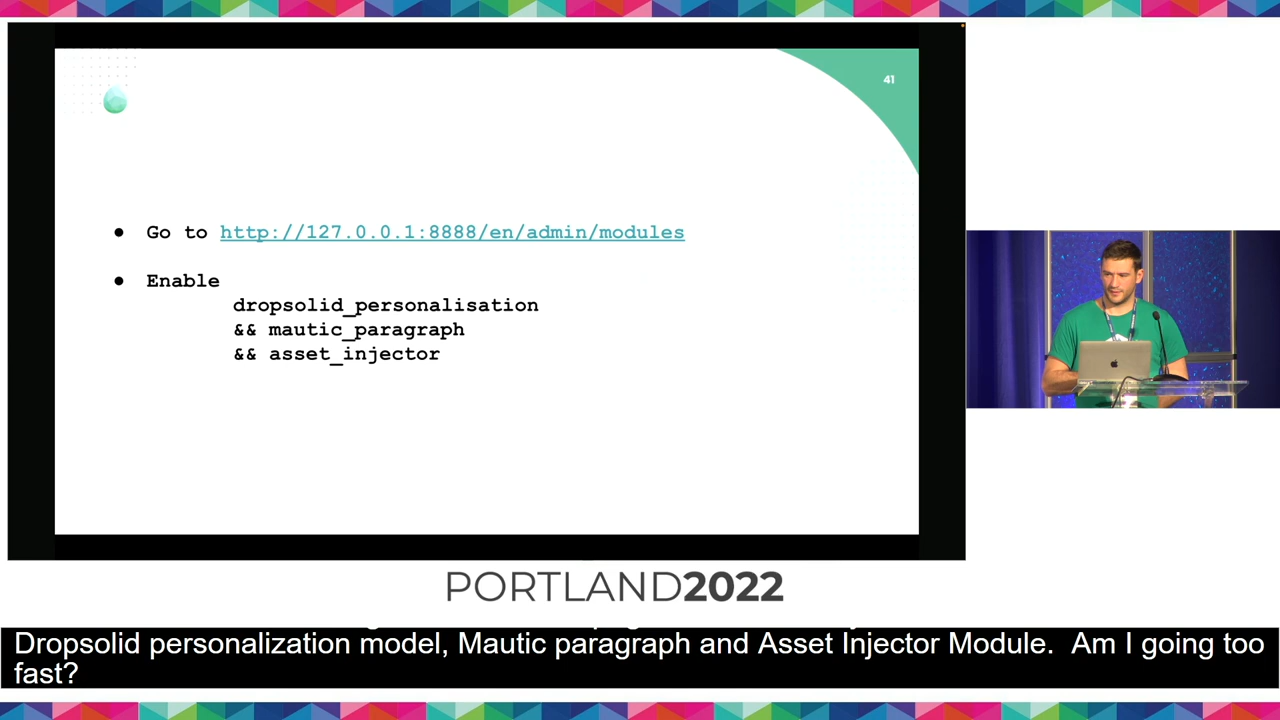 41
● Go to http://127.0.0.1:8888/en/admin/modules
● Enable
dropsolid_personalisation
&& mautic_paragraph
&& asset_injector
PORTLAND2022
Dropsolid personalization model, Mautic paragraph and Asset Injector Module.  Am I going too
fast?